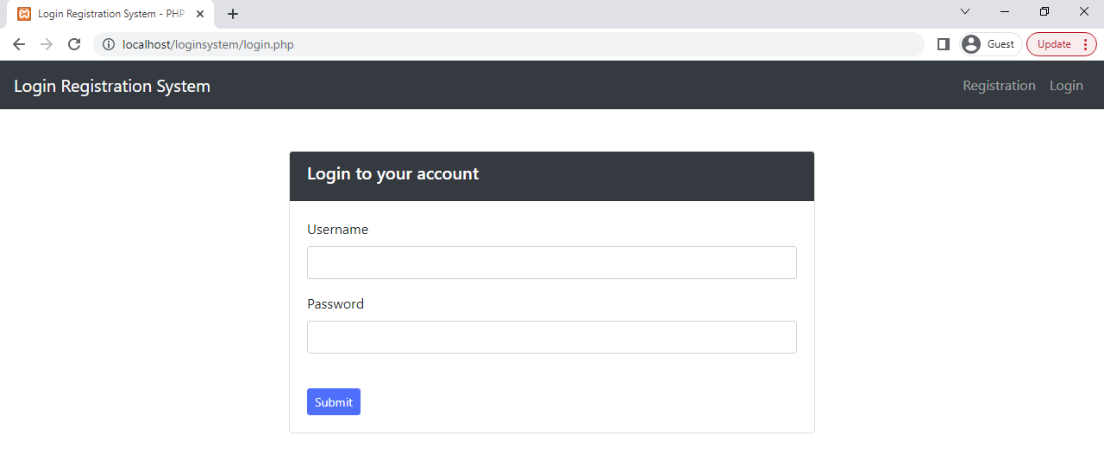 Login Registration System - PHP
localhost/loginsystem/login.php
Guest
Update
Login Registration System
Registration
Login
Login to your account
Username
Password
Submit